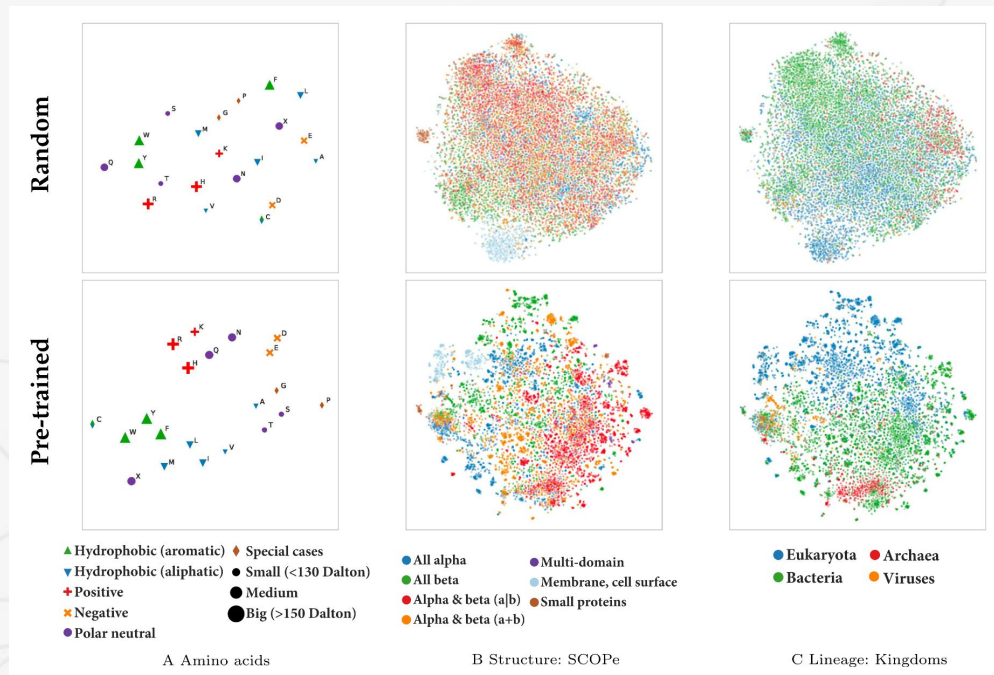 Random
F
L
P
S
G
X
M
W
E
K
Y
I
A
Q
T
H
N
R
V
D
C
Pre-trained
K
N
R
D
Q
E
H
G
A
P
S
C
Y
T
W
F
L
V
M
I
X
Hydrophobic (aromatic)
Hydrophobic (aliphatic)
Positive
Negative
Polar neutral
Special cases
Small (<130 Dalton)
Medium
Big (>150 Dalton)
A Amino acids
All alpha
All beta
Alpha & beta (a|b)
Alpha & beta (a+b)
Multi-domain
Membrane, cell surface
Small proteins
B Structure: SCOPe
Eukaryota
Bacteria
Archaea
Viruses
C Lineage: Kingdoms